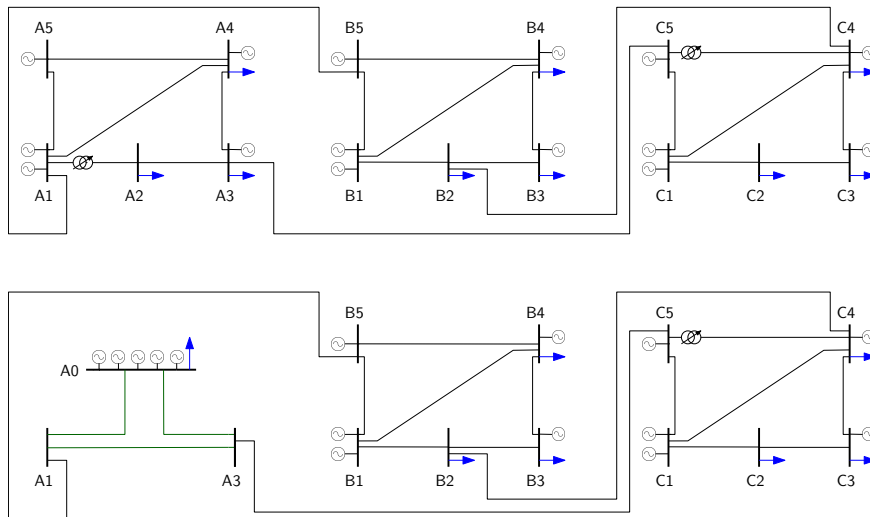 A5 A4 B5 B4 C5 C4
A1 A2 A3 B1 B2 B3 C1 C2 C3
B5 B4 C5 C4
A0
A1 A3 B1 B2 B3 C1 C2 C3